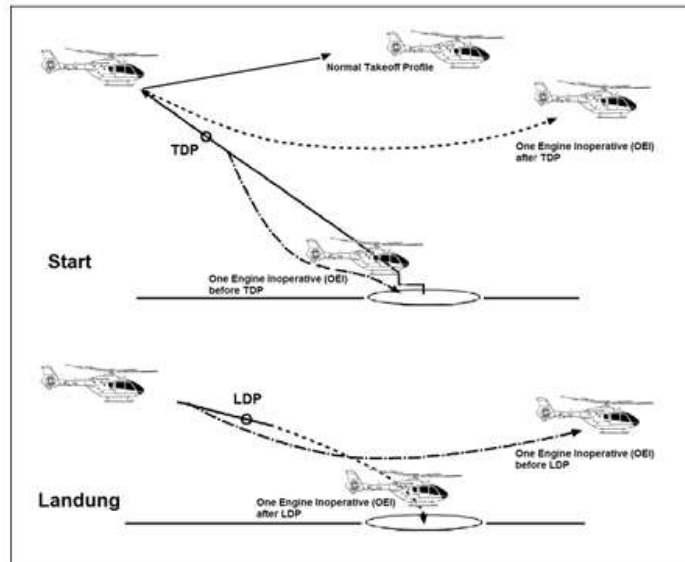 Normal Takeoff Profile
One Engine Inoperative (OEI)
after TDP
TDP
Start
One Engine Inoperative (OEI)
before TDP
LDP
One Engine Inoperative (OEI)
before LDP
Landung
One Engine Inoperative (OEI)
after LDP